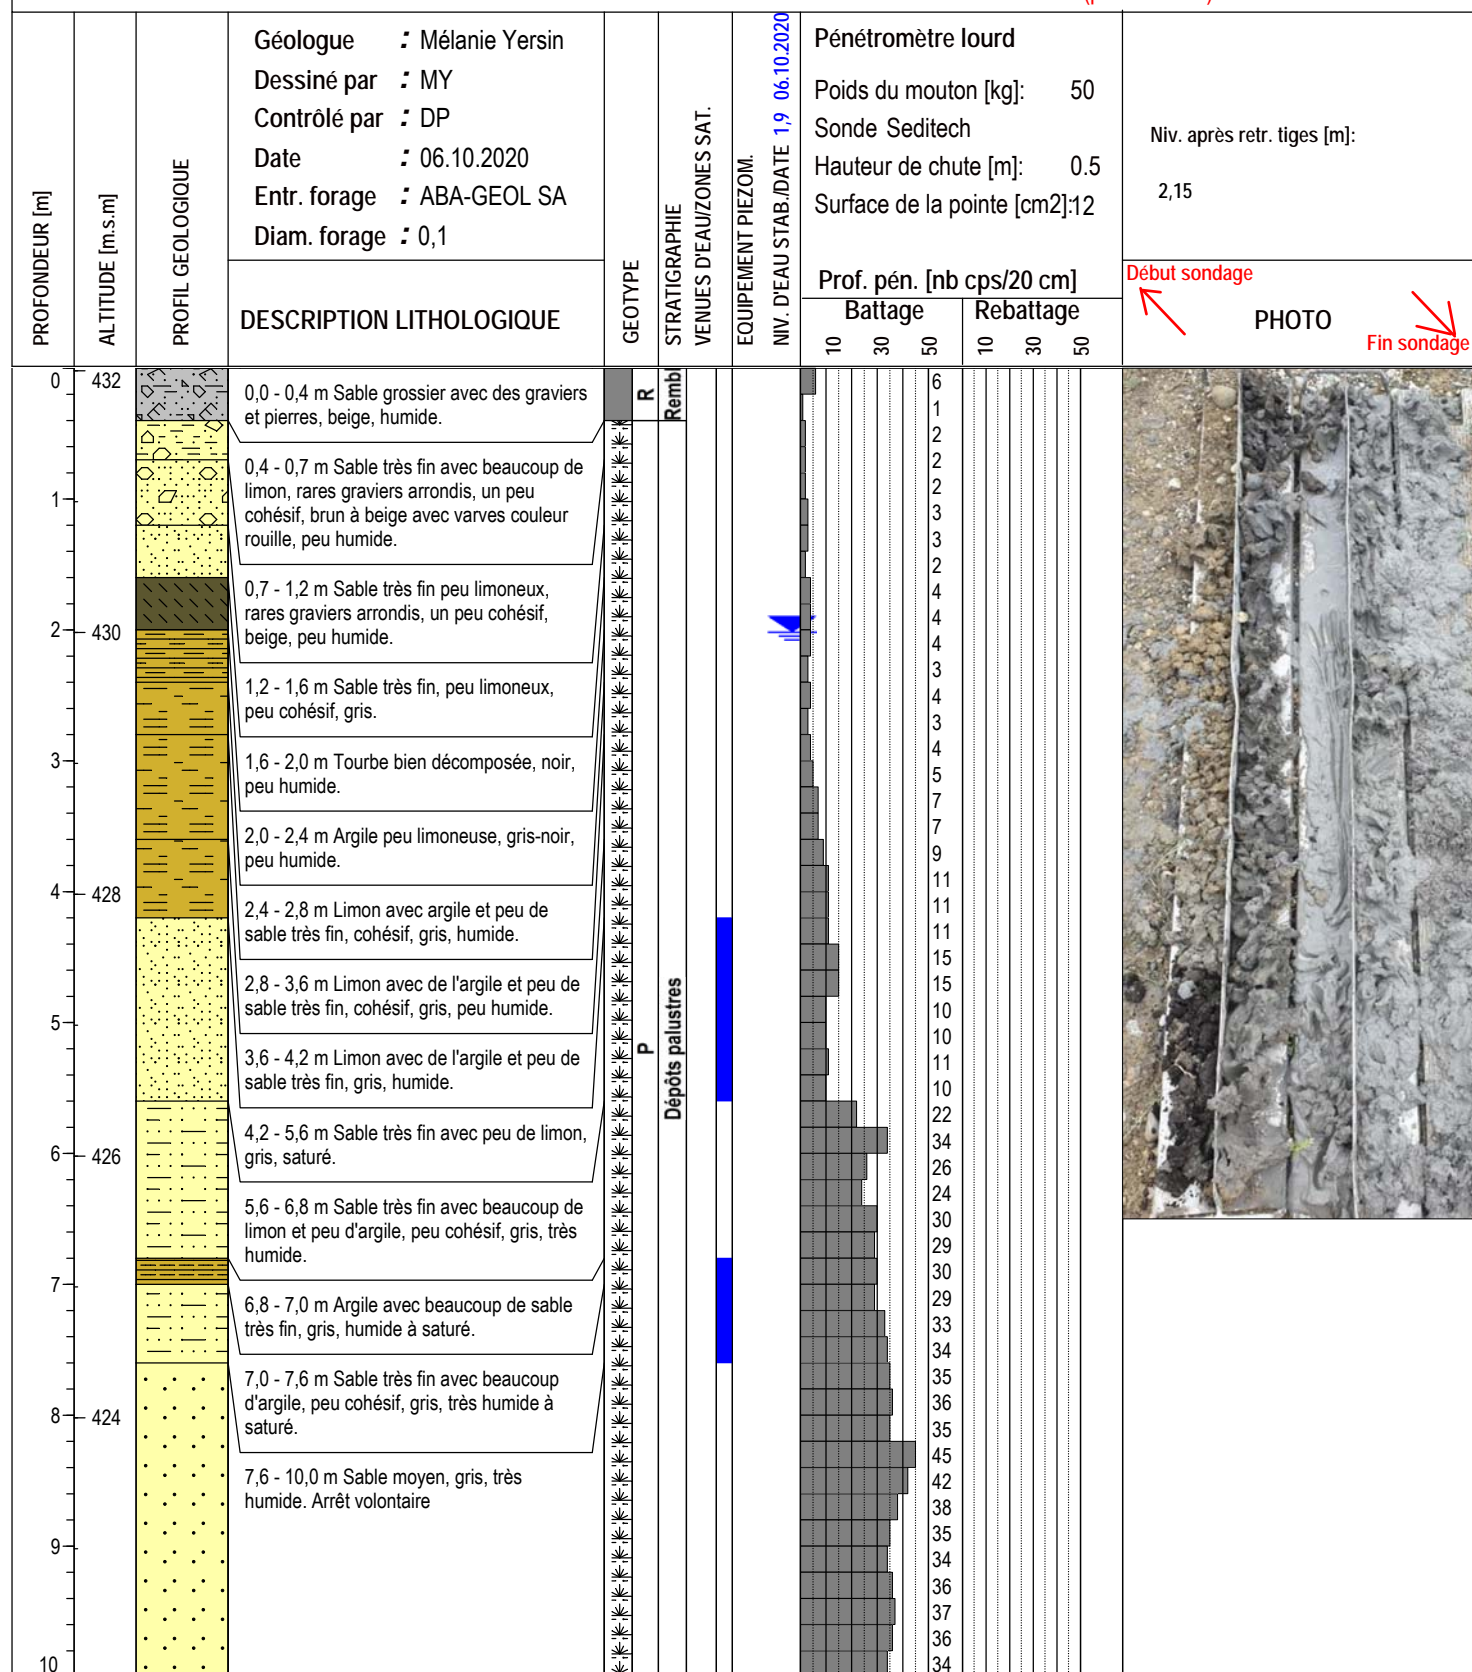 Géologue : Mélanie Yersin
Dessiné par : MY
Contrôlé par : DP
Date : 06.10.2020
Entr. forage : ABA-GEOL SA
Diam. forage : 0,1
Pénétromètre lourd
Poids du mouton [kg]: 50
Sonde Seditech
Hauteur de chute [m]: 0.5
Surface de la pointe [cm2]:12
Niv. après retr. tiges [m]:
2,15
PROFONDEUR [m]
ALTITUDE [m.s.m]
PROFIL GEOLOGIQUE
DESCRIPTION LITHOLOGIQUE
GEOTYPE
STRATIGRAPHIE
VENUES D'EAU/ZONES SAT.
EQUIPEMENT PIEZOM.
NIV. D'EAU STAB./DATE 1,9 06.10.2020
Prof. pén. [nb cps/20 cm]
Battage Rebattage
10 30 50 10 30 50
Début sondage
PHOTO
Fin sondage
0 432
1
2 430
3
4 428
5
6 426
7
8 424
9
10
0,0 - 0,4 m Sable grossier avec des graviers
et pierres, beige, humide.
0,4 - 0,7 m Sable très fin avec beaucoup de
limon, rares graviers arrondis, un peu
cohésif, brun à beige avec varves couleur
rouille, peu humide.
0,7 - 1,2 m Sable très fin peu limoneux,
rares graviers arrondis, un peu cohésif,
beige, peu humide.
1,2 - 1,6 m Sable très fin, peu limoneux,
peu cohésif, gris.
1,6 - 2,0 m Tourbe bien décomposée, noir,
peu humide.
2,0 - 2,4 m Argile peu limoneuse, gris-noir,
peu humide.
2,4 - 2,8 m Limon avec argile et peu de
sable très fin, cohésif, gris, humide.
2,8 - 3,6 m Limon avec de l'argile et peu de
sable très fin, cohésif, gris, peu humide.
3,6 - 4,2 m Limon avec de l'argile et peu de
sable très fin, gris, humide.
4,2 - 5,6 m Sable très fin avec peu de limon,
gris, saturé.
5,6 - 6,8 m Sable très fin avec beaucoup de
limon et peu d'argile, peu cohésif, gris, très
humide.
6,8 - 7,0 m Argile avec beaucoup de sable
très fin, gris, humide à saturé.
7,0 - 7,6 m Sable très fin avec beaucoup
d'argile, peu cohésif, gris, très humide à
saturé.
7,6 - 10,0 m Sable moyen, gris, très
humide. Arrêt volontaire
R
Rembl
P
Dépôts palustres
6
1
2
2
2
3
3
2
4
4
4
3
4
3
4
5
7
7
9
11
11
11
15
15
10
10
11
10
22
34
26
24
30
29
30
29
33
34
35
36
35
45
42
38
35
34
36
37
36
34